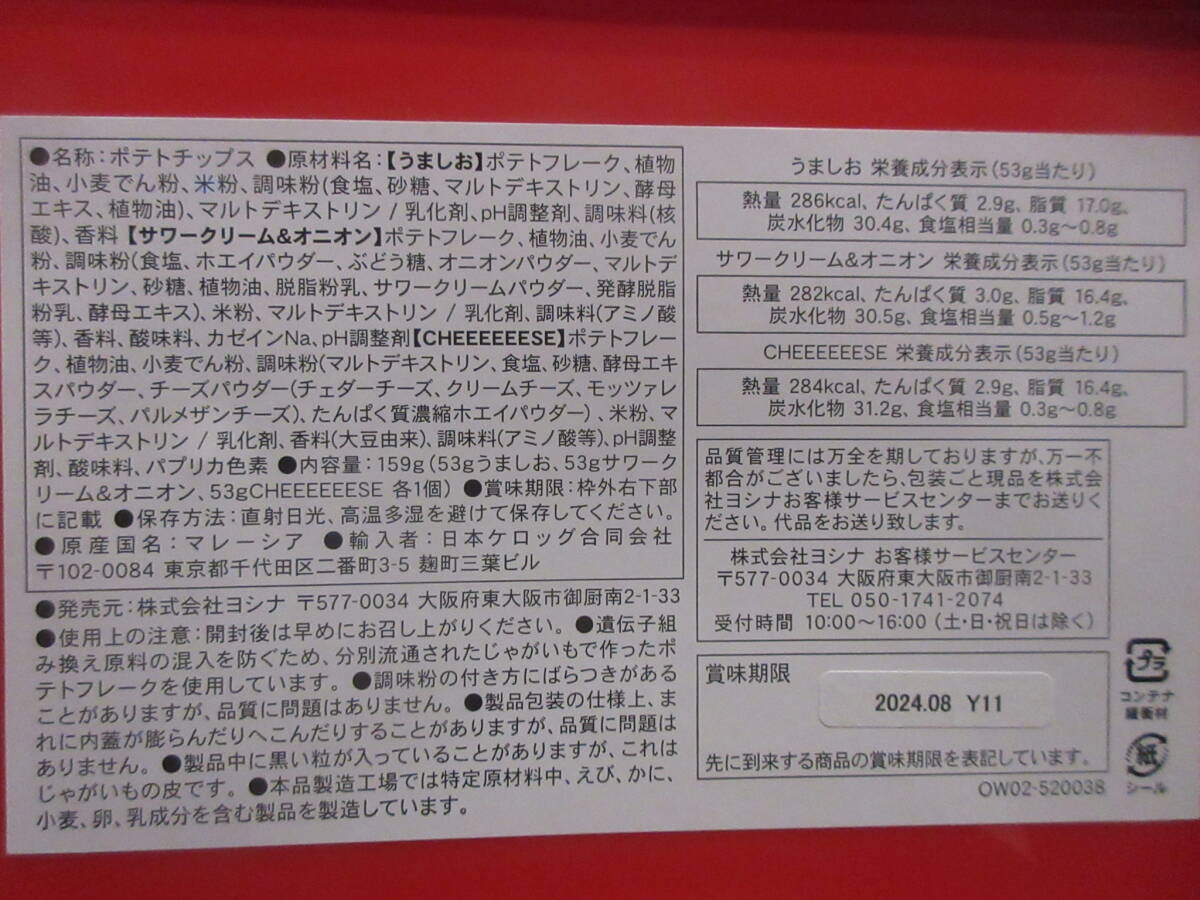 ●名称：ポテトチップス ●原材料名：【うましお】ポテトフレーク、植物
油、小麦でん粉、米粉、調味粉(食塩、砂糖、マルトデキストリン、酵母
エキス、植物油)、マルトデキストリン / 乳化剤、pH調整剤、調味料(核
酸)、香料【サワークリーム&オニオン】ポテトフレーク、植物油、小麦でん
粉、調味粉(食塩、ホエイパウダー、ぶどう糖、オニオンパウダー、マルトデ
キストリン、砂糖、植物油、脱脂粉乳、サワークリームパウダー、発酵脱脂
粉乳、酵母エキス)、米粉、マルトデキストリン / 乳化剤、調味料(アミノ酸
等)、香料、酸味料、カゼインNa、pH調整剤【CHEEEEEESE】ポテトフレー
ク、植物油、小麦でん粉、調味粉(マルトデキストリン、食塩、砂糖、酵母エキ
スパウダー、チーズパウダー(チェダーチーズ、クリームチーズ、モッツァレ
ラチーズ、パルメザンチーズ)、たんぱく質濃縮ホエイパウダー)、米粉、マ
ルトデキストリン / 乳化剤、香料(大豆由来)、調味料(アミノ酸等)、pH調整
剤、酸味料、パプリカ色素 ●内容量：159g(53gうましお、53gサワーク
リーム&オニオン、53gCHEEEEEESE 各1個) ●賞味期限：枠外右下部
に記載 ●保存方法：直射日光、高温多湿を避けて保存してください。
●原産国名：マレーシア ●輸入者：日本ケロッグ合同会社
〒102-0084 東京都千代田区二番町3-5 麹町三葉ビル
●発売元：株式会社ヨシナ 〒577-0034 大阪府東大阪市御厨南2-1-33
●使用上の注意：開封後は早めにお召し上がりください。 ●遺伝子組
み換え原料の混入を防ぐため、分別流通されたじゃがいもで作ったポ
テトフレークを使用しています。 ●調味粉の付き方にばらつきがある
ことがありますが、品質に問題はありません。 ●製品包装の仕様上、ま
れに内蓋が膨らんだりへこんだりすることがありますが、品質に問題は
ありません。 ●製品中に黒い粒が入っていることがありますが、これは
じゃがいもの皮です。 ●本品製造工場では特定原材料中、えび、かに、
小麦、卵、乳成分を含む製品を製造しています。
うましお 栄養成分表示(53g当たり)
熱量 286kcal、たんぱく質 2.9g、脂質 17.0g、
炭水化物 30.4g、食塩相当量 0.3g～0.8g
サワークリーム&オニオン 栄養成分表示(53g当たり)
熱量 282kcal、たんぱく質 3.0g、脂質 16.4g、
炭水化物 30.5g、食塩相当量 0.5g～1.2g
CHEEEEEESE 栄養成分表示(53g当たり)
熱量 284kcal、たんぱく質 2.9g、脂質 16.4g、
炭水化物 31.2g、食塩相当量 0.3g～0.8g
品質管理には万全を期しておりますが、万一不
都合がございましたら、包装ごと現品を株式会
社ヨシナお客様サービスセンターまでお送りく
ださい。代品をお送り致します。
株式会社ヨシナ お客様サービスセンター
〒577-0034 大阪府東大阪市御厨南2-1-33
TEL 050-1741-2074
受付時間 10:00～16:00 (土・日・祝日は除く)
賞味期限
2024.08 Y11
先に到来する商品の賞味期限を表記しています。
OW02-520038
プラ
コンテナ
緩衝材
紙
シール